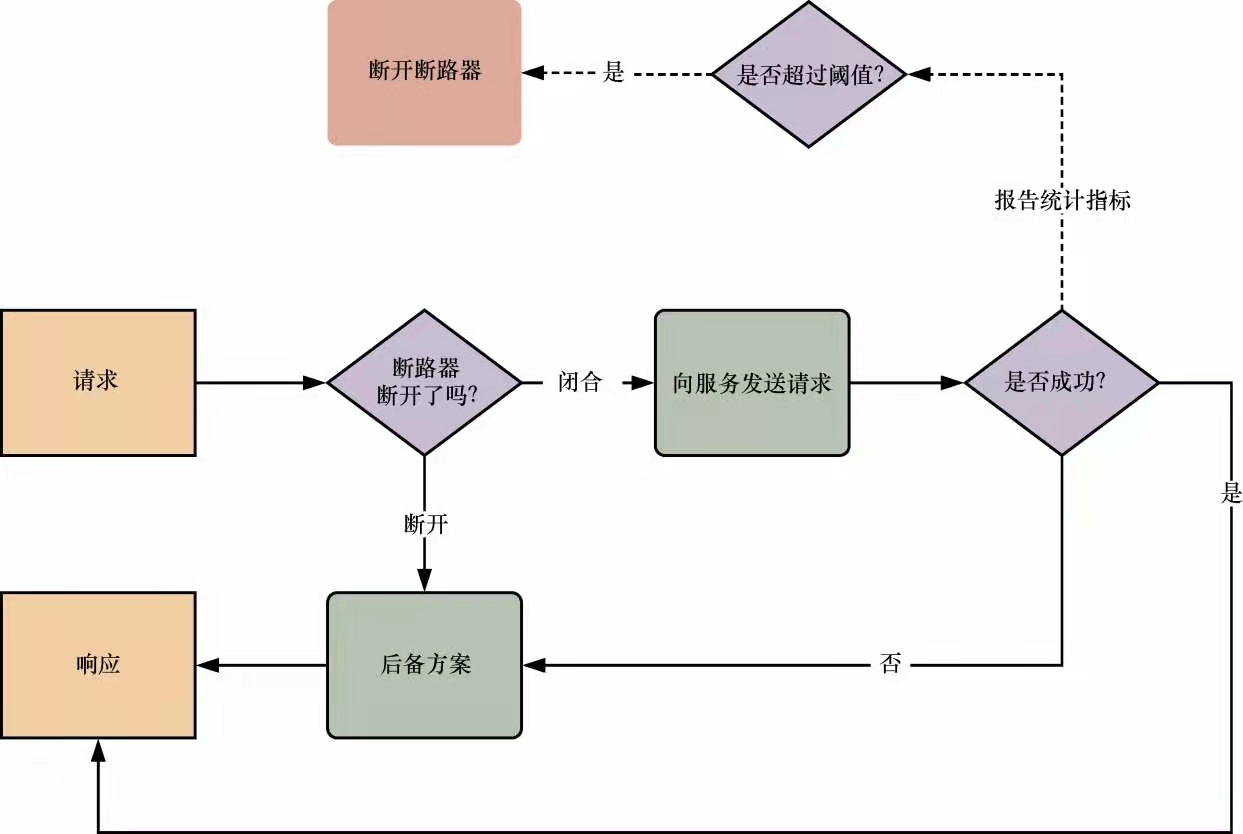 断开断路器
是
是否超过阈值？
报告统计指标
请求
断路器
断开了吗？
闭合
向服务发送请求
是否成功？
是
断开
响应
后备方案
否